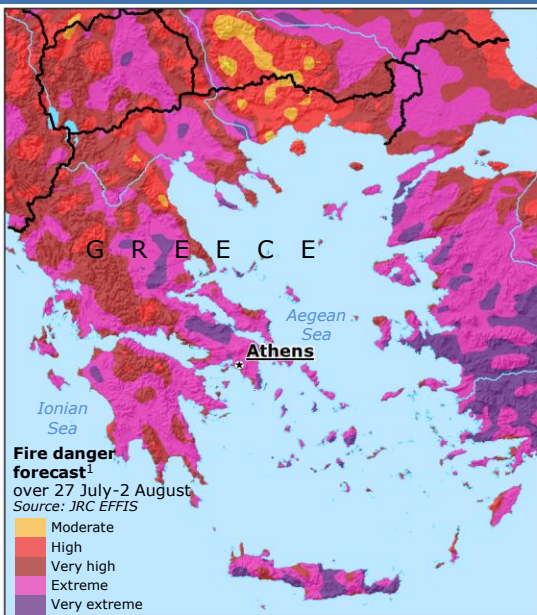 G R E E C E
Aegean
Sea
Athens
Ionian
Sea
Fire danger
forecast1
over 27 July-2 August
Source: JRC EFFIS
Moderate
High
Very high
Extreme
Very extreme